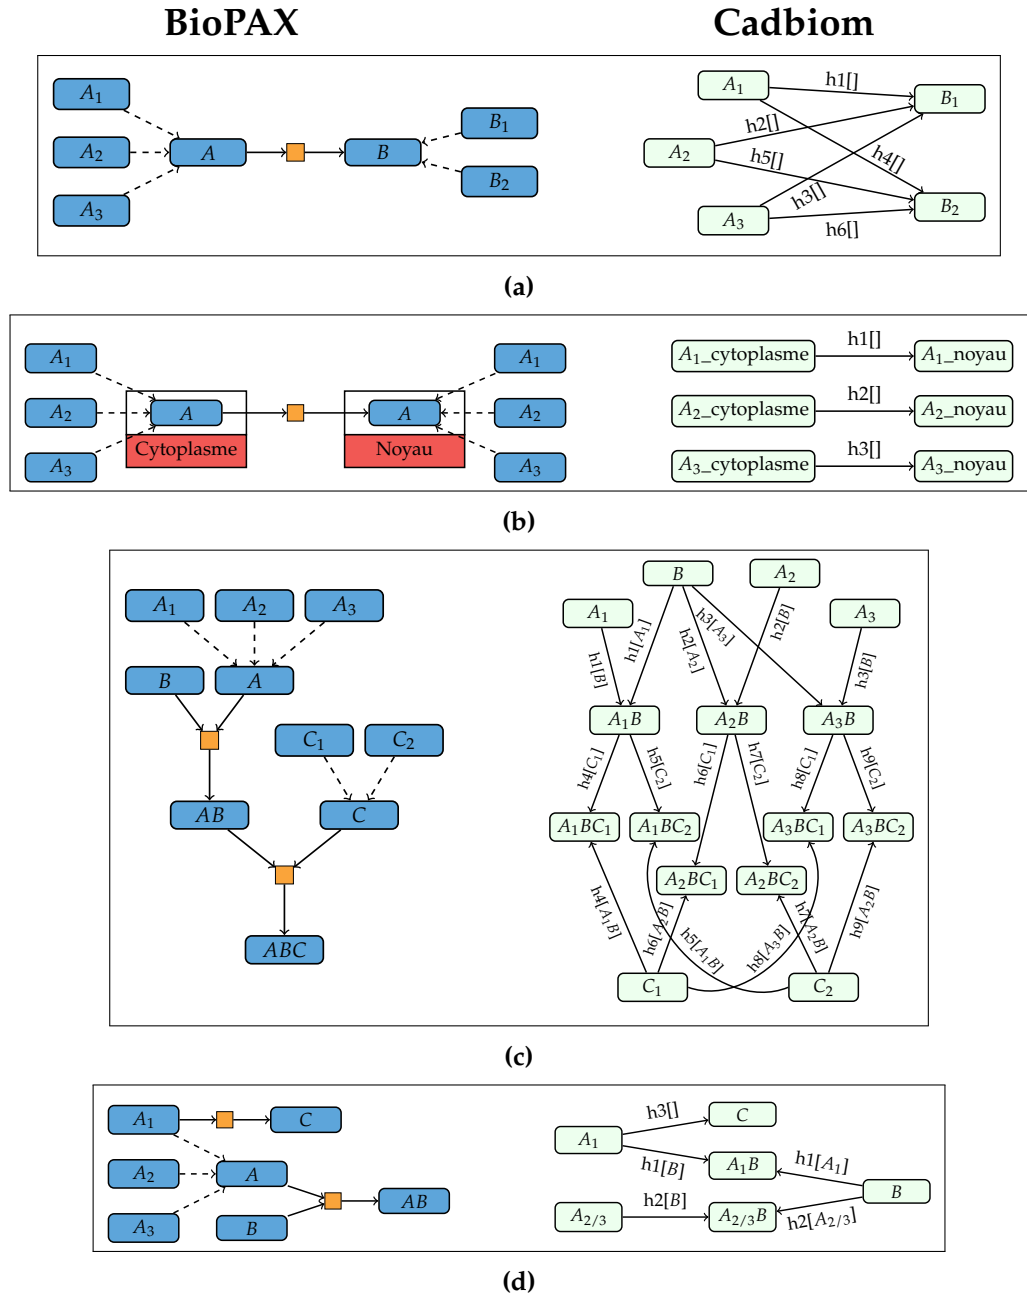 BioPAX Cadbiom
A₁ A₂ A₃ A B B₁ B₂
A₁ A₂ A₃ B₁ B₂
h1[] h2[] h5[] h4[] h3[] h6[]
(a)
A₁ A₂ A₃ A A A₁ A₂ A₃
Cytoplasme Noyau
A₁_cytoplasme h1[] A₁_noyau
A₂_cytoplasme h2[] A₂_noyau
A₃_cytoplasme h3[] A₃_noyau
(b)
A₁ A₂ A₃
B A
C₁ C₂
AB C
ABC
B A₂
A₁ A₃
h1[B] h1[A₁] h2[A₂] h3[A₃] h2[B] h3[B]
A₁B A₂B A₃B
h4[C₁] h5[C₂] h6[C₁] h7[C₂] h8[C₁] h9[C₂]
A₁BC₁ A₁BC₂ A₃BC₁ A₃BC₂
A₂BC₁ A₂BC₂
h4[A₁B] h6[A₂B] h5[A₁B] h8[A₃B] h7[A₂B] h9[A₂B]
C₁ C₂
(c)
A₁ C
A₂ A
A₃ B AB
h3[] C
A₁ h1[B] A₁B h1[A₁]
B
A₂/₃ h2[B] A₂/₃B h2[A₂/₃]
(d)